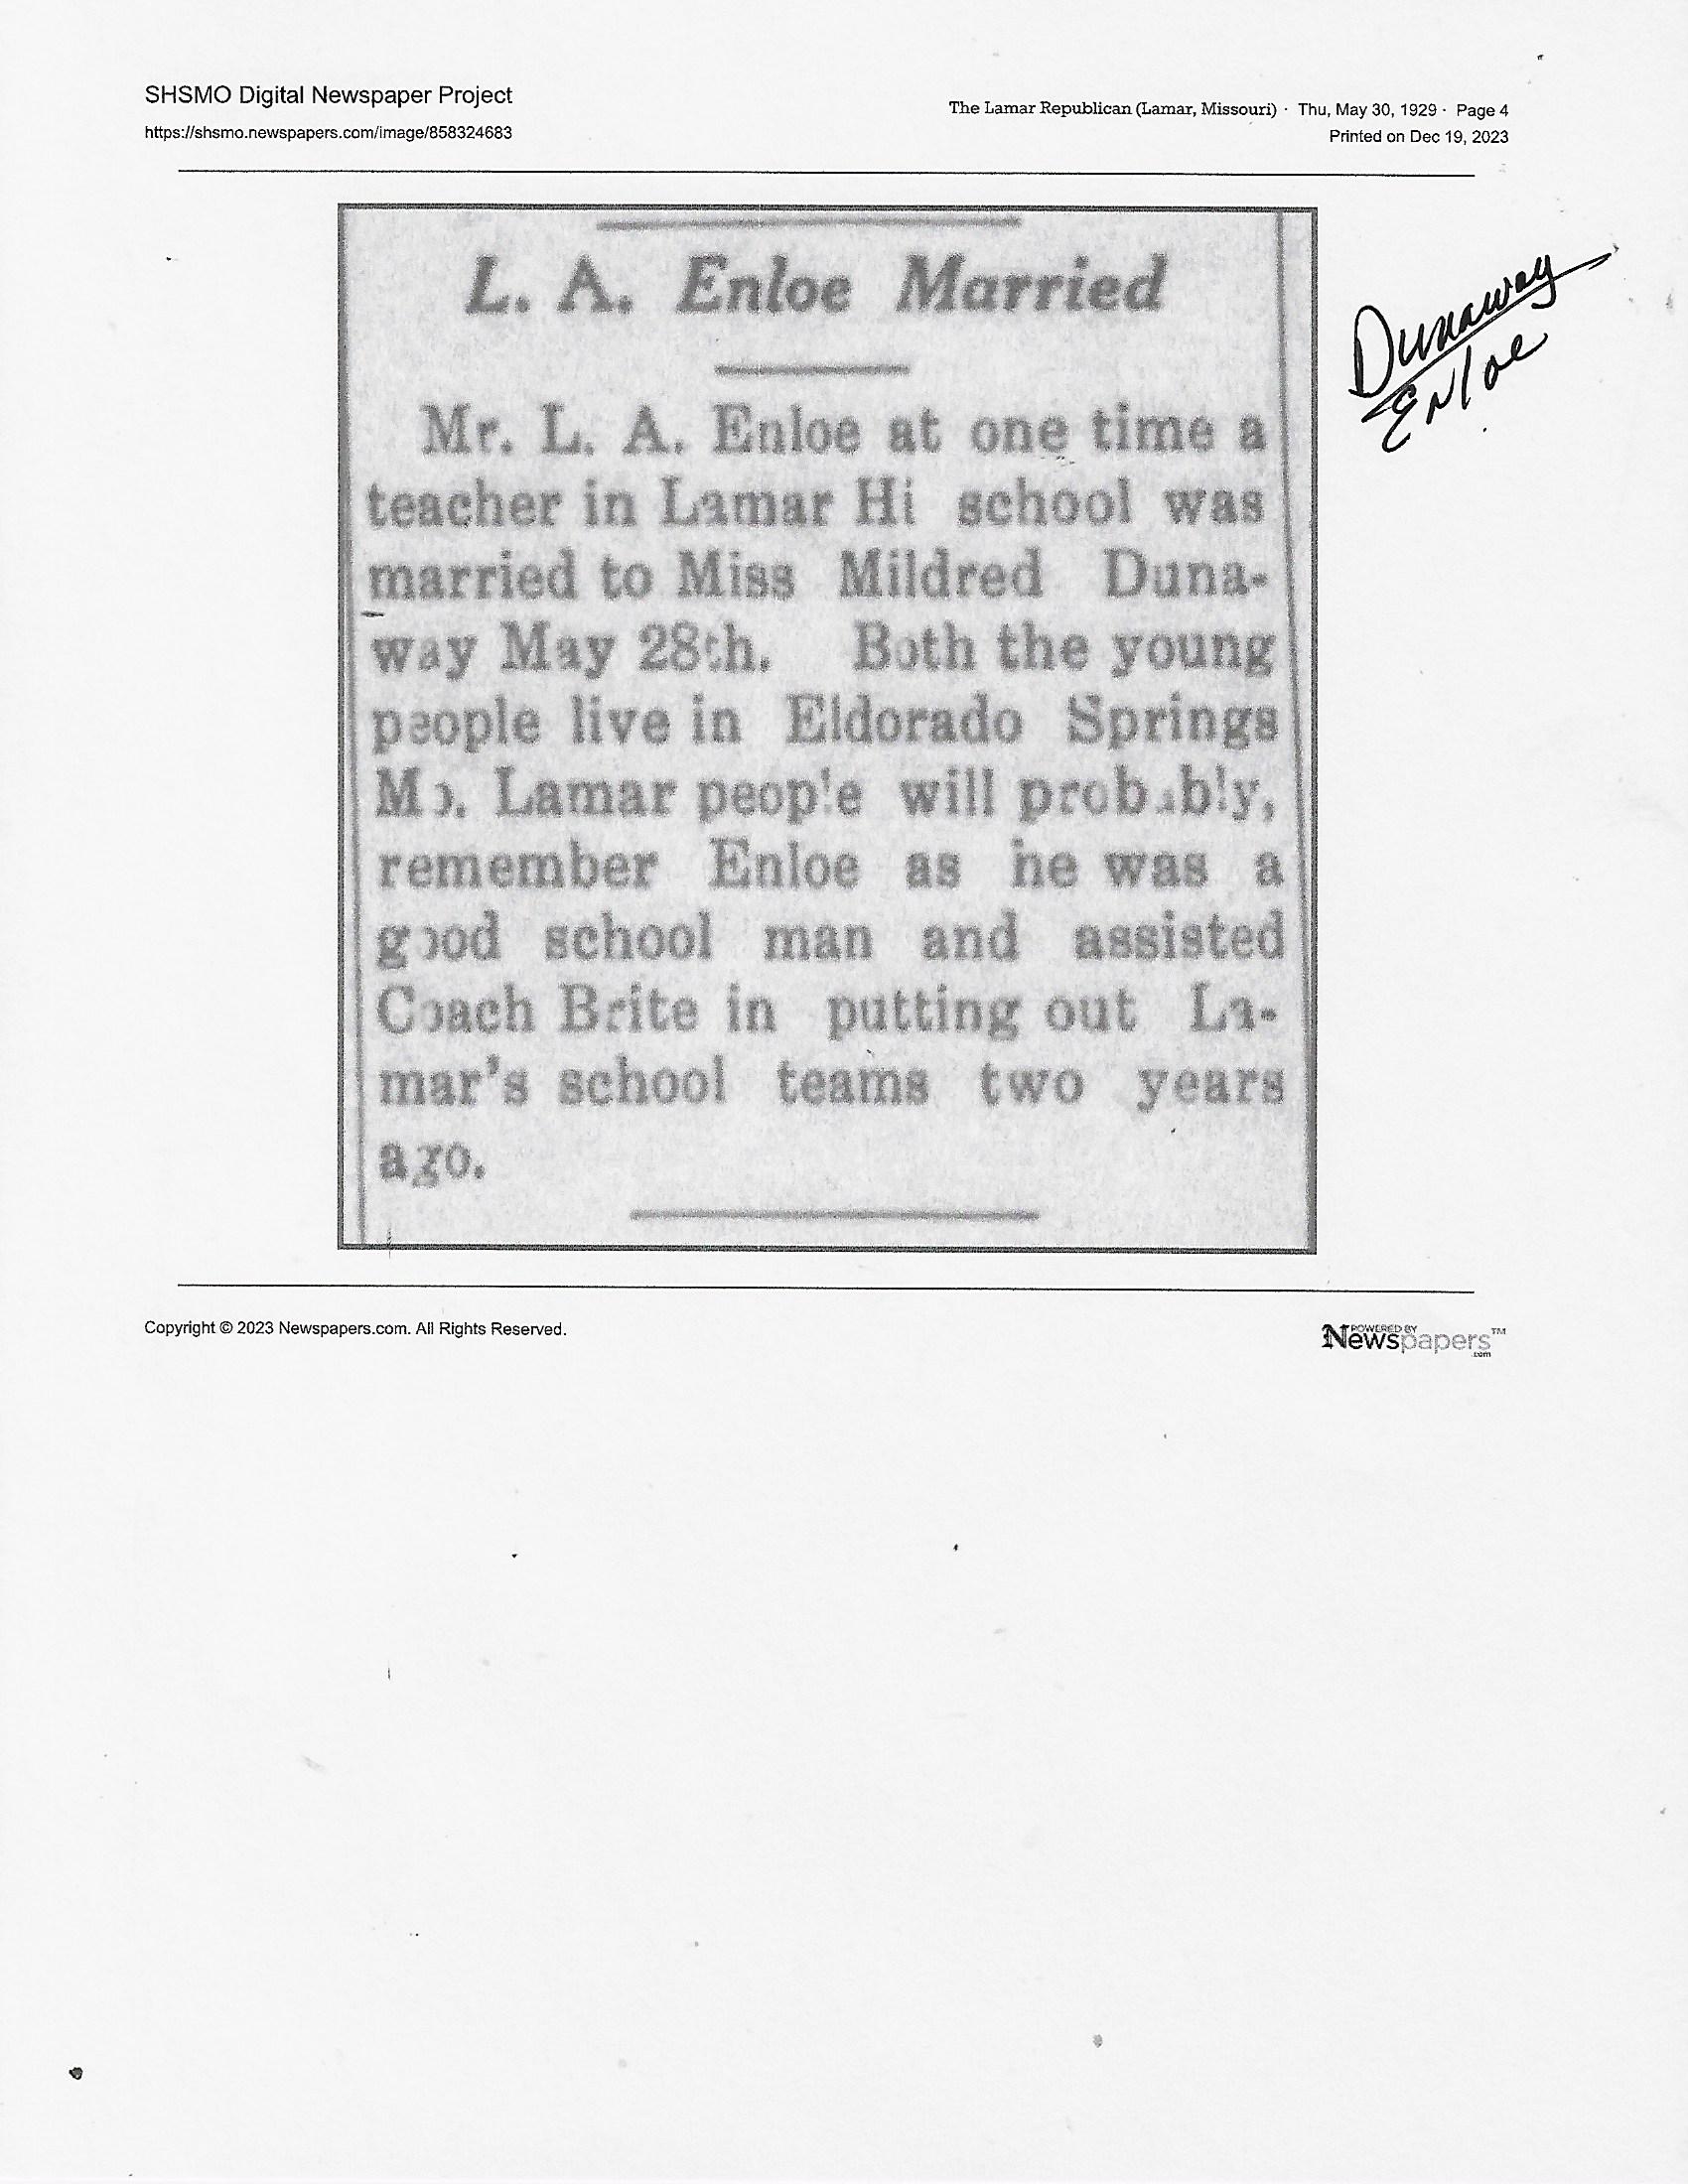 SHSMO Digital Newspaper Project
https://shsmo.newspapers.com/image/858324683
The Lamar Republican (Lamar, Missouri) · Thu, May 30, 1929 · Page 4
Printed on Dec 19, 2023
L. A. Enloe Married
Dunaway
Enloe
Mr. L. A. Enloe at one time a
teacher in Lamar Hi school was
married to Miss Mildred Duna-
way May 28th. Both the young
people live in Eldorado Springs
Mo. Lamar people will probably,
remember Enloe as he was a
good school man and assisted
Coach Brite in putting out La-
mar's school teams two years
ago.
Copyright © 2023 Newspapers.com. All Rights Reserved.
POWERED BY
Newspapers™
.com